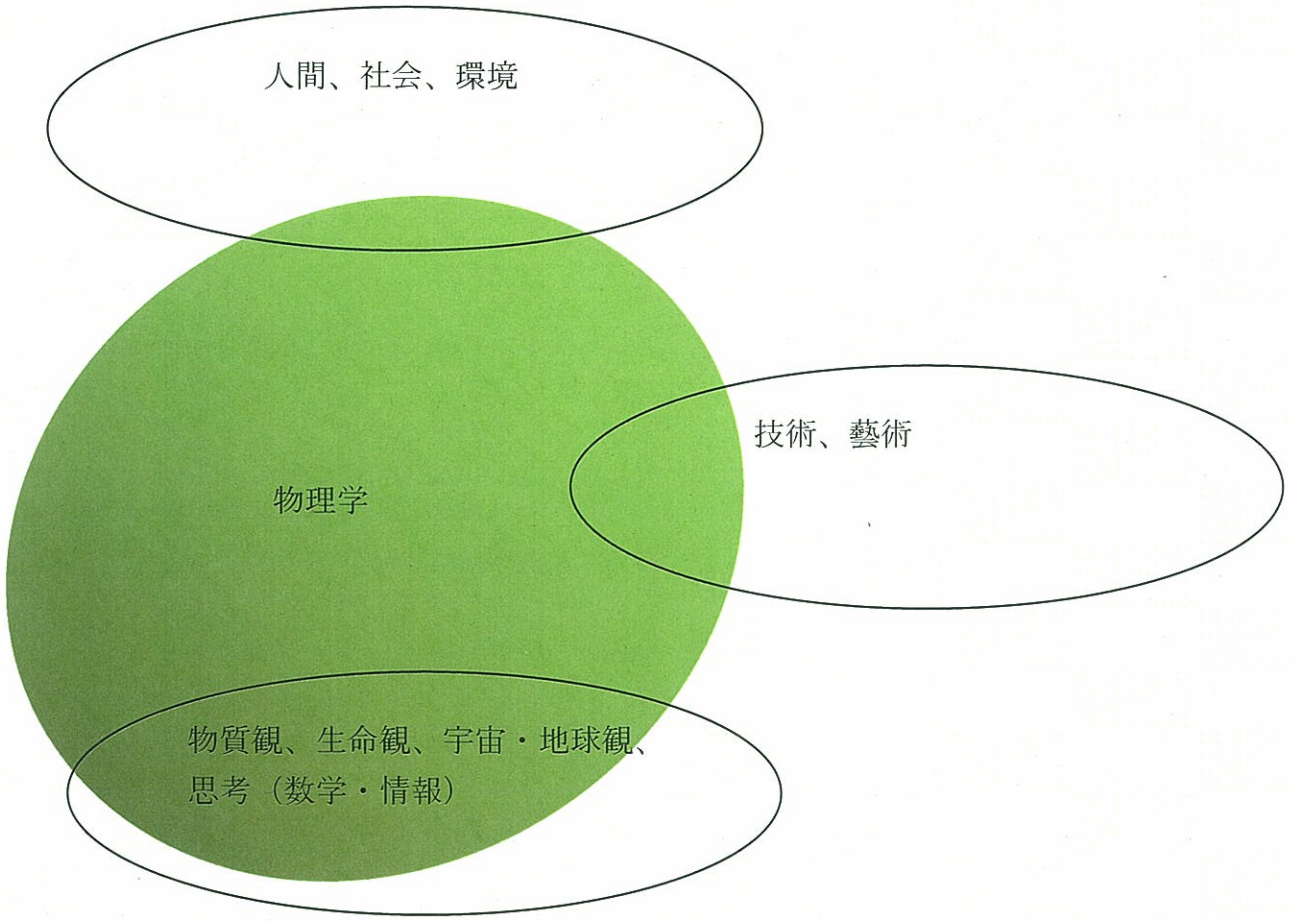 人間、社会、環境
技術、藝術
物理学
物質観、生命観、宇宙・地球観、
思考（数学・情報）